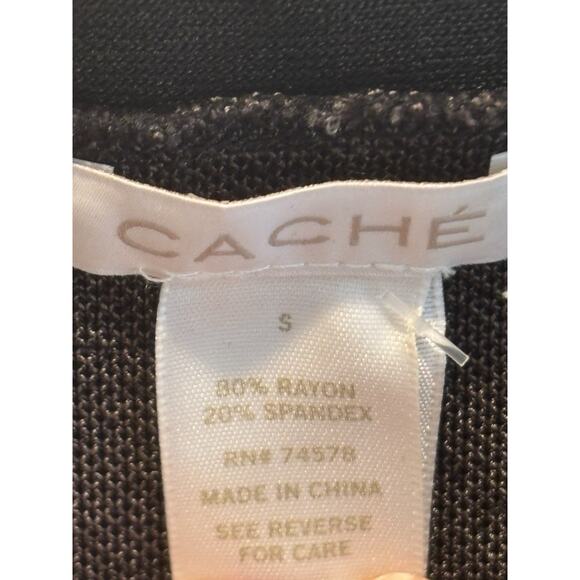 CACHÉ
S
80% RAYON
20% SPANDEX
RN# 74578
MADE IN CHINA
SEE REVERSE
FOR CARE